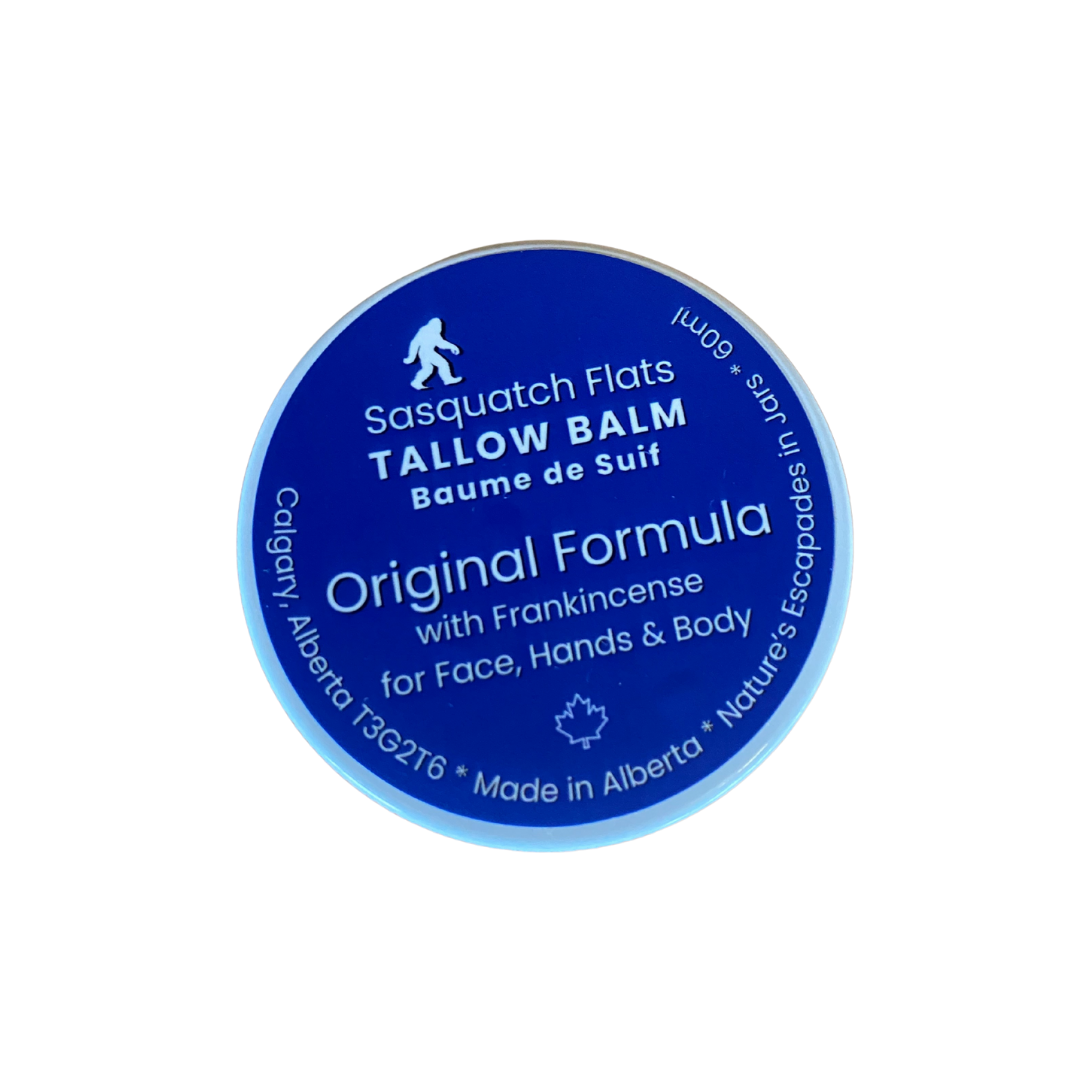 Sasquatch Flats
TALLOW BALM
Baume de Suif
Original Formula
with Frankincense
for Face, Hands & Body
Calgary, Alberta T3G2T6 * Made in Alberta * Nature's Escapades in Jars * 60ml